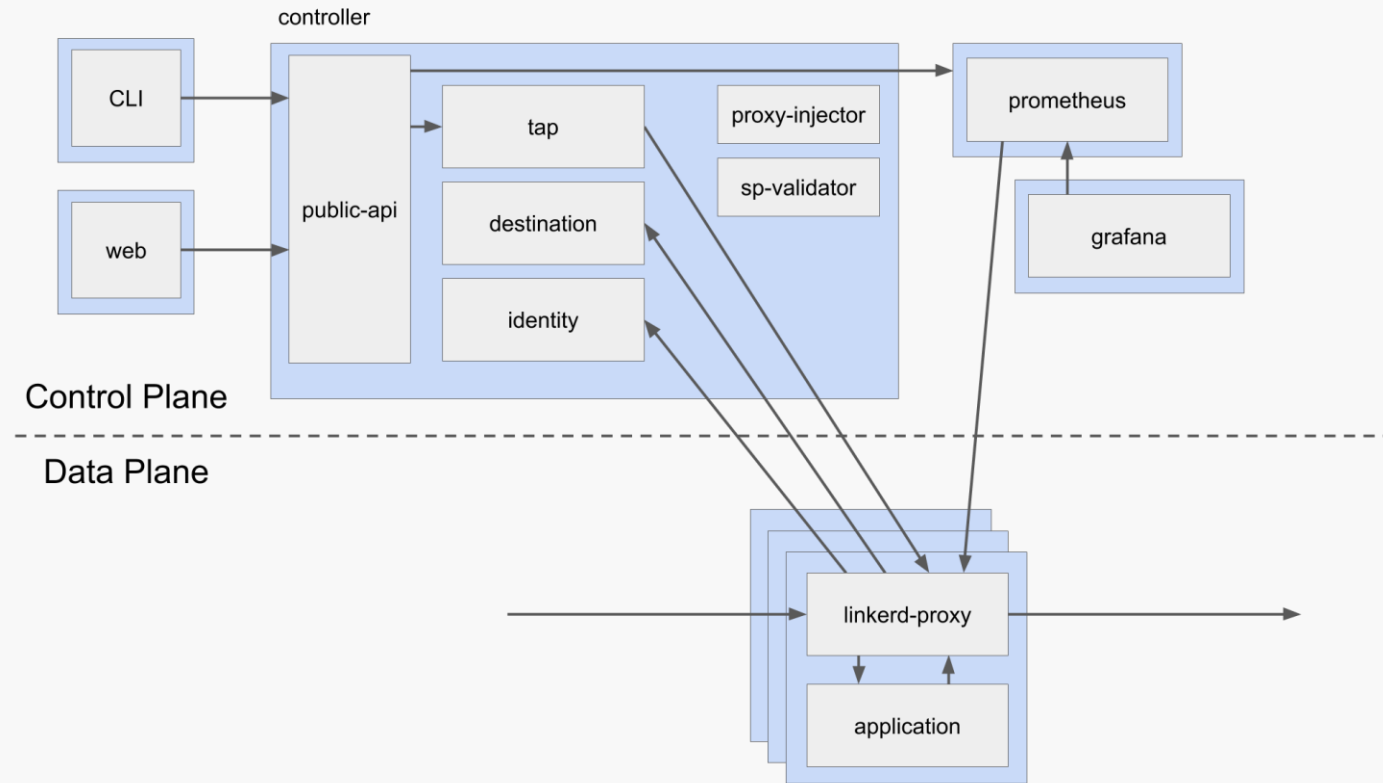 controller
CLI
public-api
tap
proxy-injector
prometheus
sp-validator
web
destination
grafana
identity
Control Plane
Data Plane
linkerd-proxy
application